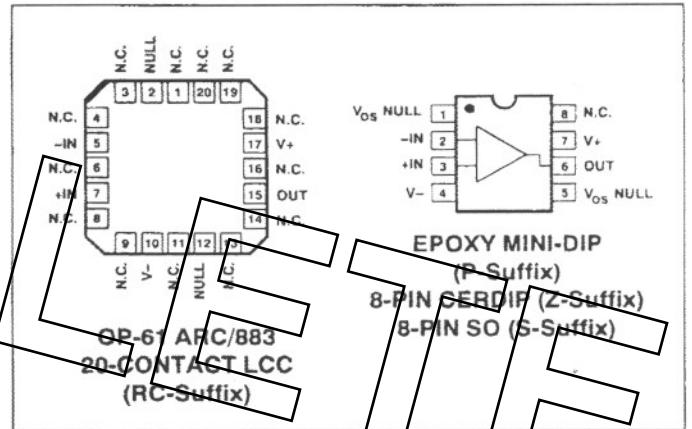 N.C. NULL N.C. N.C. N.C.
3 2 1 20 19
N.C. 4 18 N.C.
-IN 5 17 V+
N.C. 6 16 N.C.
+IN 7 15 OUT
N.C. 8 14 N.C.
9 10 11 12 13
N.C. V- N.C. NULL N.C.
OP-61 ARC/883
20-CONTACT LCC
(RC-Suffix)
VOS NULL 1 8 N.C.
-IN 2 7 V+
+IN 3 6 OUT
V- 4 5 VOS NULL
EPOXY MINI-DIP
(P-Suffix)
8-PIN CERDIP (Z-Suffix)
8-PIN SO (S-Suffix)
LETE